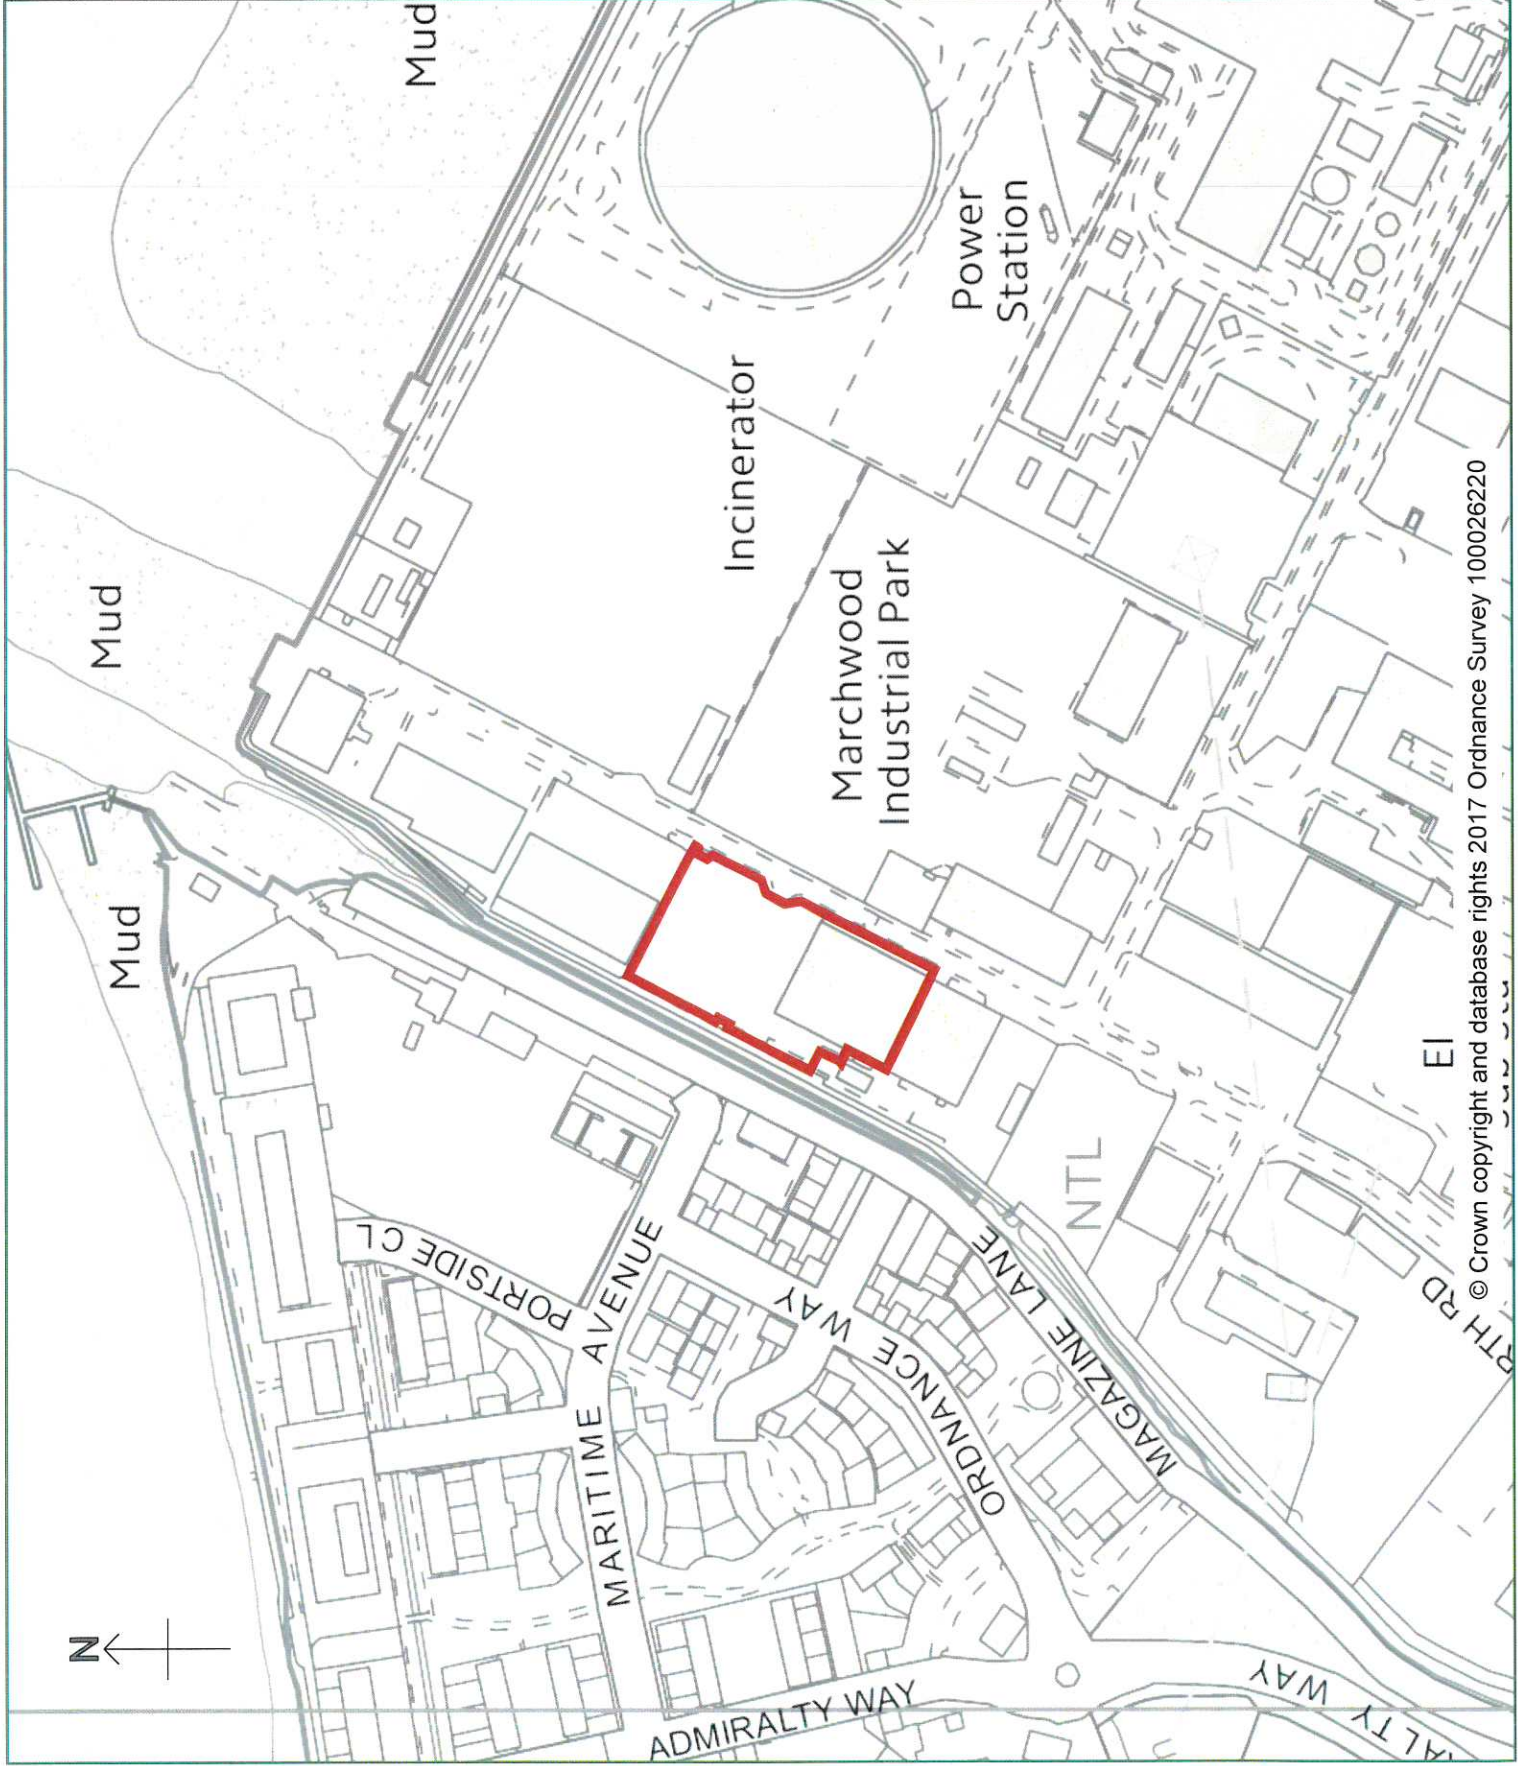 Mud
Mud
Mud
N
Incinerator
Power
Station
Marchwood
Industrial Park
PORTSIDE CL
MARITIME AVENUE
ORDNANCE WAY
MAGAZINE LANE
NTL
ADMIRALTY WAY
ALTY WAY
RTH RD
El
© Crown copyright and database rights 2017 Ordnance Survey 100026220